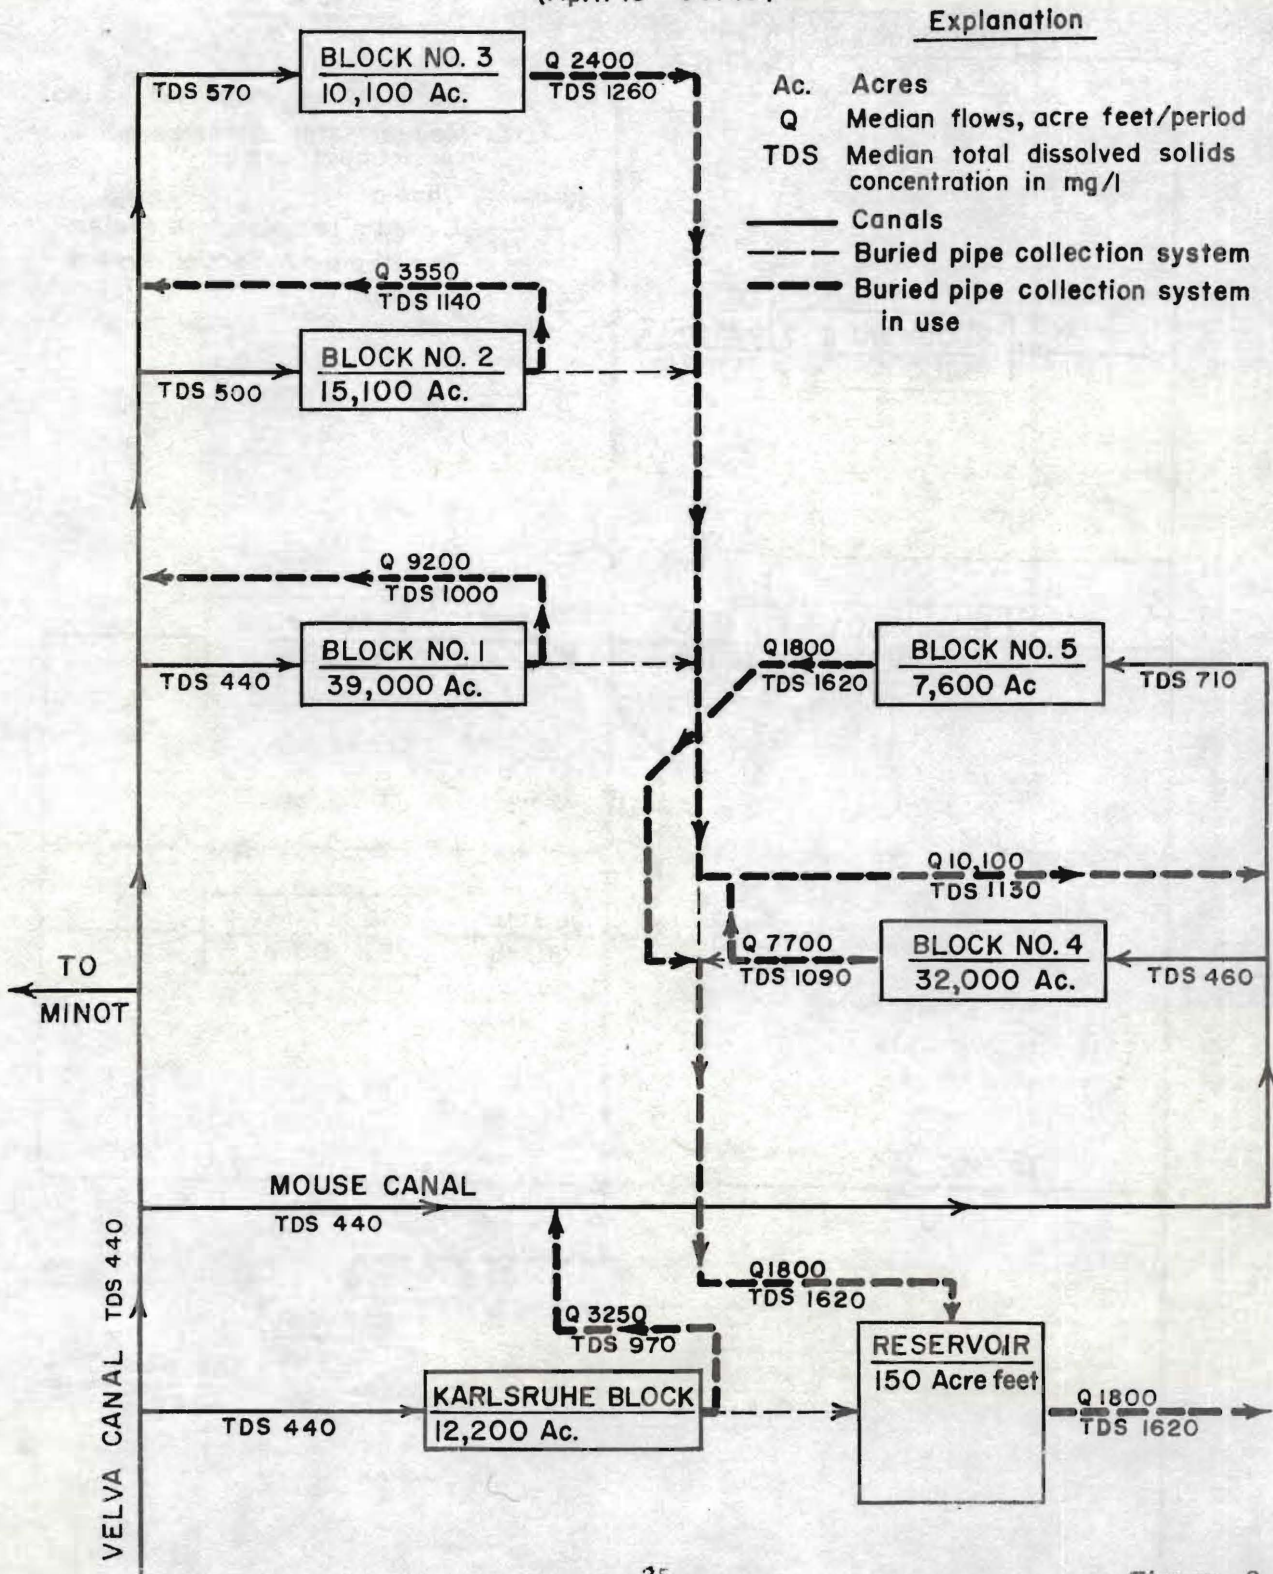 Explanation
Ac. Acres
Q Median flows, acre feet/period
TDS Median total dissolved solids
concentration in mg/l
Canals
Buried pipe collection system
Buried pipe collection system
in use
BLOCK NO. 3
10,100 Ac.
TDS 570
Q 2400
TDS 1260
Q 3550
TDS 1140
BLOCK NO. 2
15,100 Ac.
TDS 500
Q 9200
TDS 1000
BLOCK NO. 1
39,000 Ac.
TDS 440
Q 1800
TDS 1620
BLOCK NO. 5
7,600 Ac
TDS 710
Q 10,100
TDS 1130
Q 7700
TDS 1090
BLOCK NO. 4
32,000 Ac.
TDS 460
TO
MINOT
MOUSE CANAL
TDS 440
VELVA CANAL TDS 440
Q 1800
TDS 1620
Q 3250
TDS 970
RESERVOIR
150 Acre feet
KARLSRUHE BLOCK
12,200 Ac.
TDS 440
Q 1800
TDS 1620